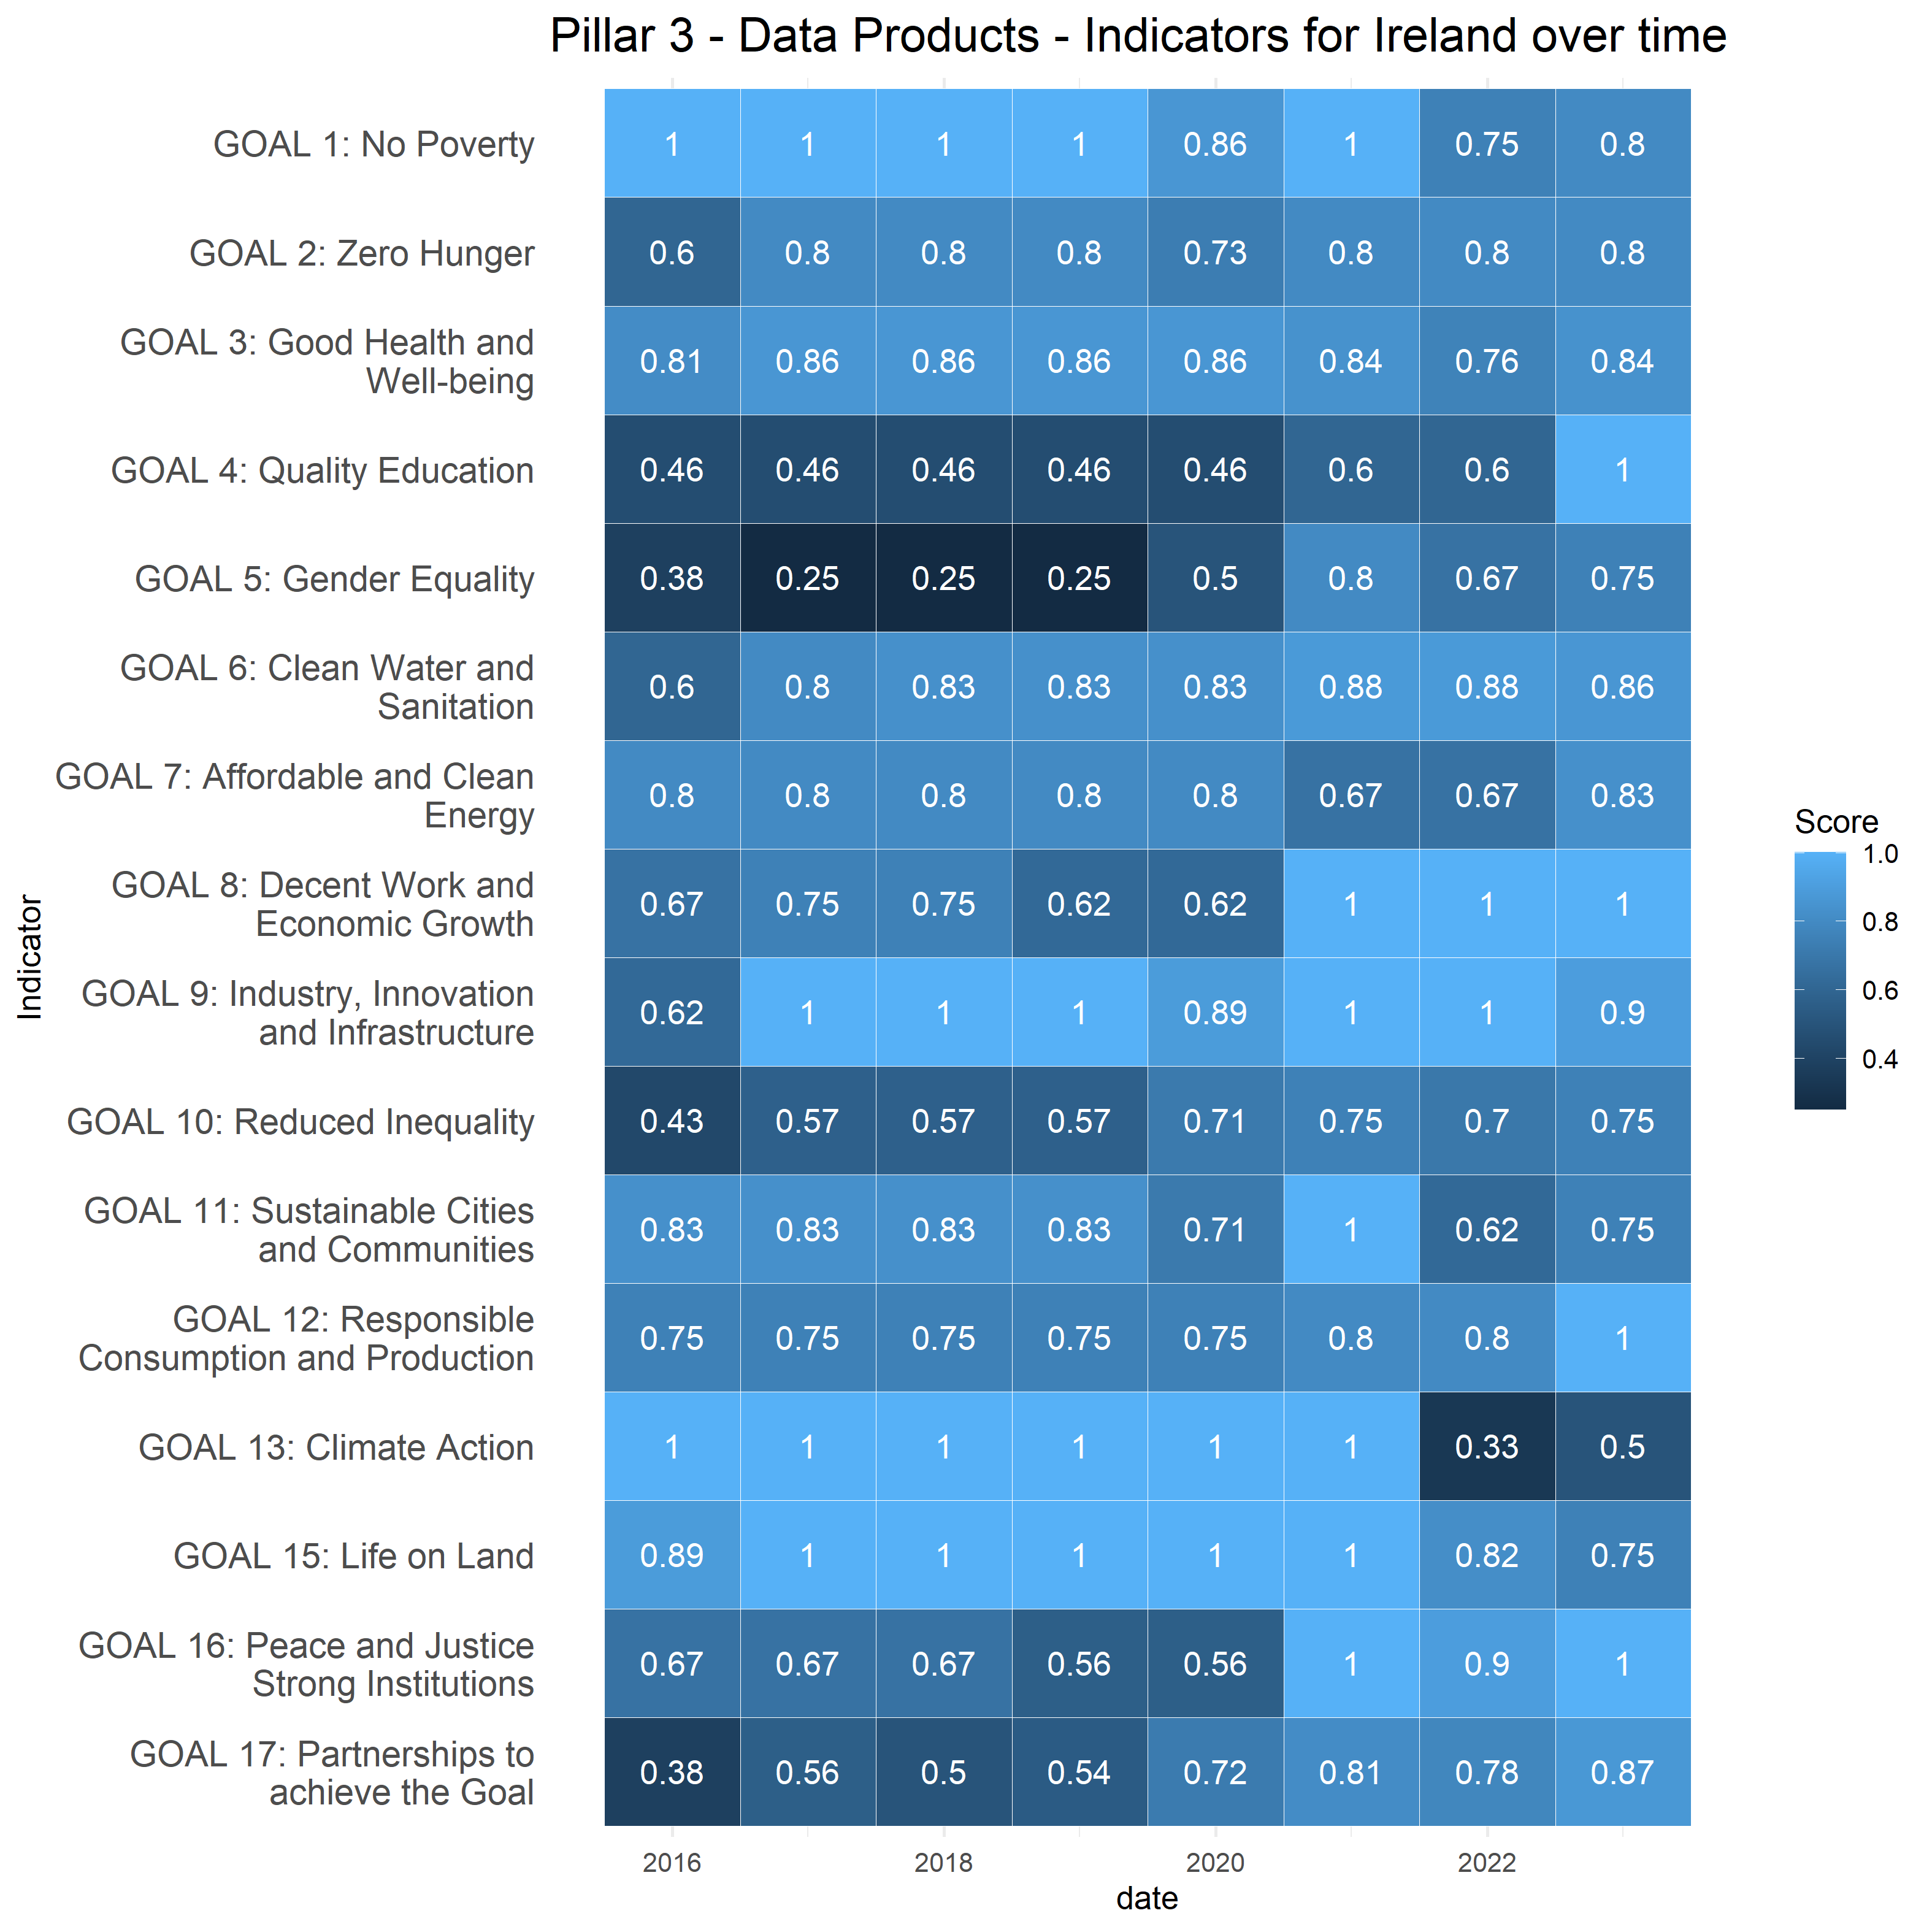 Pillar 3 - Data Products - Indicators for Ireland over time
GOAL 1: No Poverty
1 1 1 1 0.86 1 0.75 0.8
GOAL 2: Zero Hunger
0.6 0.8 0.8 0.8 0.73 0.8 0.8 0.8
GOAL 3: Good Health and
Well-being
0.81 0.86 0.86 0.86 0.86 0.84 0.76 0.84
GOAL 4: Quality Education
0.46 0.46 0.46 0.46 0.46 0.6 0.6 1
GOAL 5: Gender Equality
0.38 0.25 0.25 0.25 0.5 0.8 0.67 0.75
GOAL 6: Clean Water and
Sanitation
0.6 0.8 0.83 0.83 0.83 0.88 0.88 0.86
GOAL 7: Affordable and Clean
Energy
0.8 0.8 0.8 0.8 0.8 0.67 0.67 0.83
GOAL 8: Decent Work and
Economic Growth
0.67 0.75 0.75 0.62 0.62 1 1 1
GOAL 9: Industry, Innovation
and Infrastructure
0.62 1 1 1 0.89 1 1 0.9
GOAL 10: Reduced Inequality
0.43 0.57 0.57 0.57 0.71 0.75 0.7 0.75
GOAL 11: Sustainable Cities
and Communities
0.83 0.83 0.83 0.83 0.71 1 0.62 0.75
GOAL 12: Responsible
Consumption and Production
0.75 0.75 0.75 0.75 0.75 0.8 0.8 1
GOAL 13: Climate Action
1 1 1 1 1 1 0.33 0.5
GOAL 15: Life on Land
0.89 1 1 1 1 1 0.82 0.75
GOAL 16: Peace and Justice
Strong Institutions
0.67 0.67 0.67 0.56 0.56 1 0.9 1
GOAL 17: Partnerships to
achieve the Goal
0.38 0.56 0.5 0.54 0.72 0.81 0.78 0.87
2016 2018 2020 2022
date
Indicator
Score
1.0
0.8
0.6
0.4